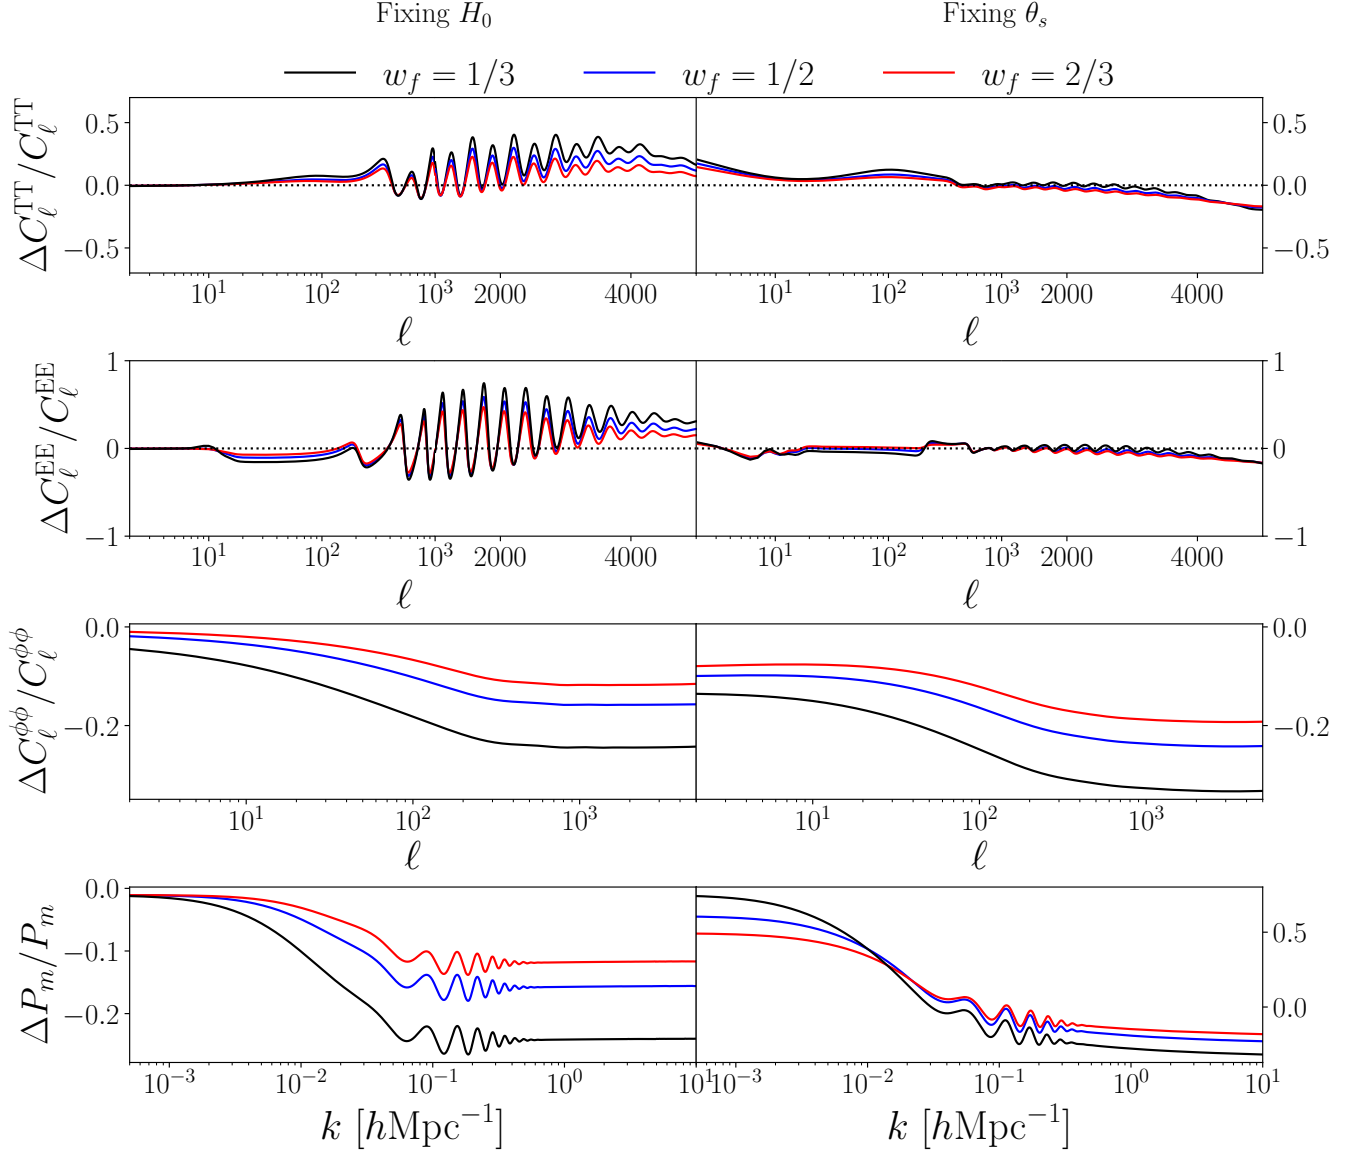 Fixing H₀ Fixing θₛ
w_f = 1/3 w_f = 1/2 w_f = 2/3
ΔC_ℓ^TT/C_ℓ^TT
0.5 0.0 −0.5
0.5 0.0 −0.5
10¹ 10² 10³ 2000 4000 10¹ 10² 10³ 2000 4000
ℓ ℓ
ΔC_ℓ^EE/C_ℓ^EE
1 0 −1
1 0 −1
10¹ 10² 10³ 2000 4000 10¹ 10² 10³ 2000 4000
ℓ ℓ
ΔC_ℓ^ϕϕ/C_ℓ^ϕϕ
0.0 −0.2
0.0 −0.2
10¹ 10² 10³ 10¹ 10² 10³
ℓ ℓ
ΔP_m/P_m
0.0 −0.1 −0.2
0.5 0.0
10⁻³ 10⁻² 10⁻¹ 10⁰ 10¹ 10⁻³ 10⁻² 10⁻¹ 10⁰ 10¹
k [hMpc⁻¹] k [hMpc⁻¹]